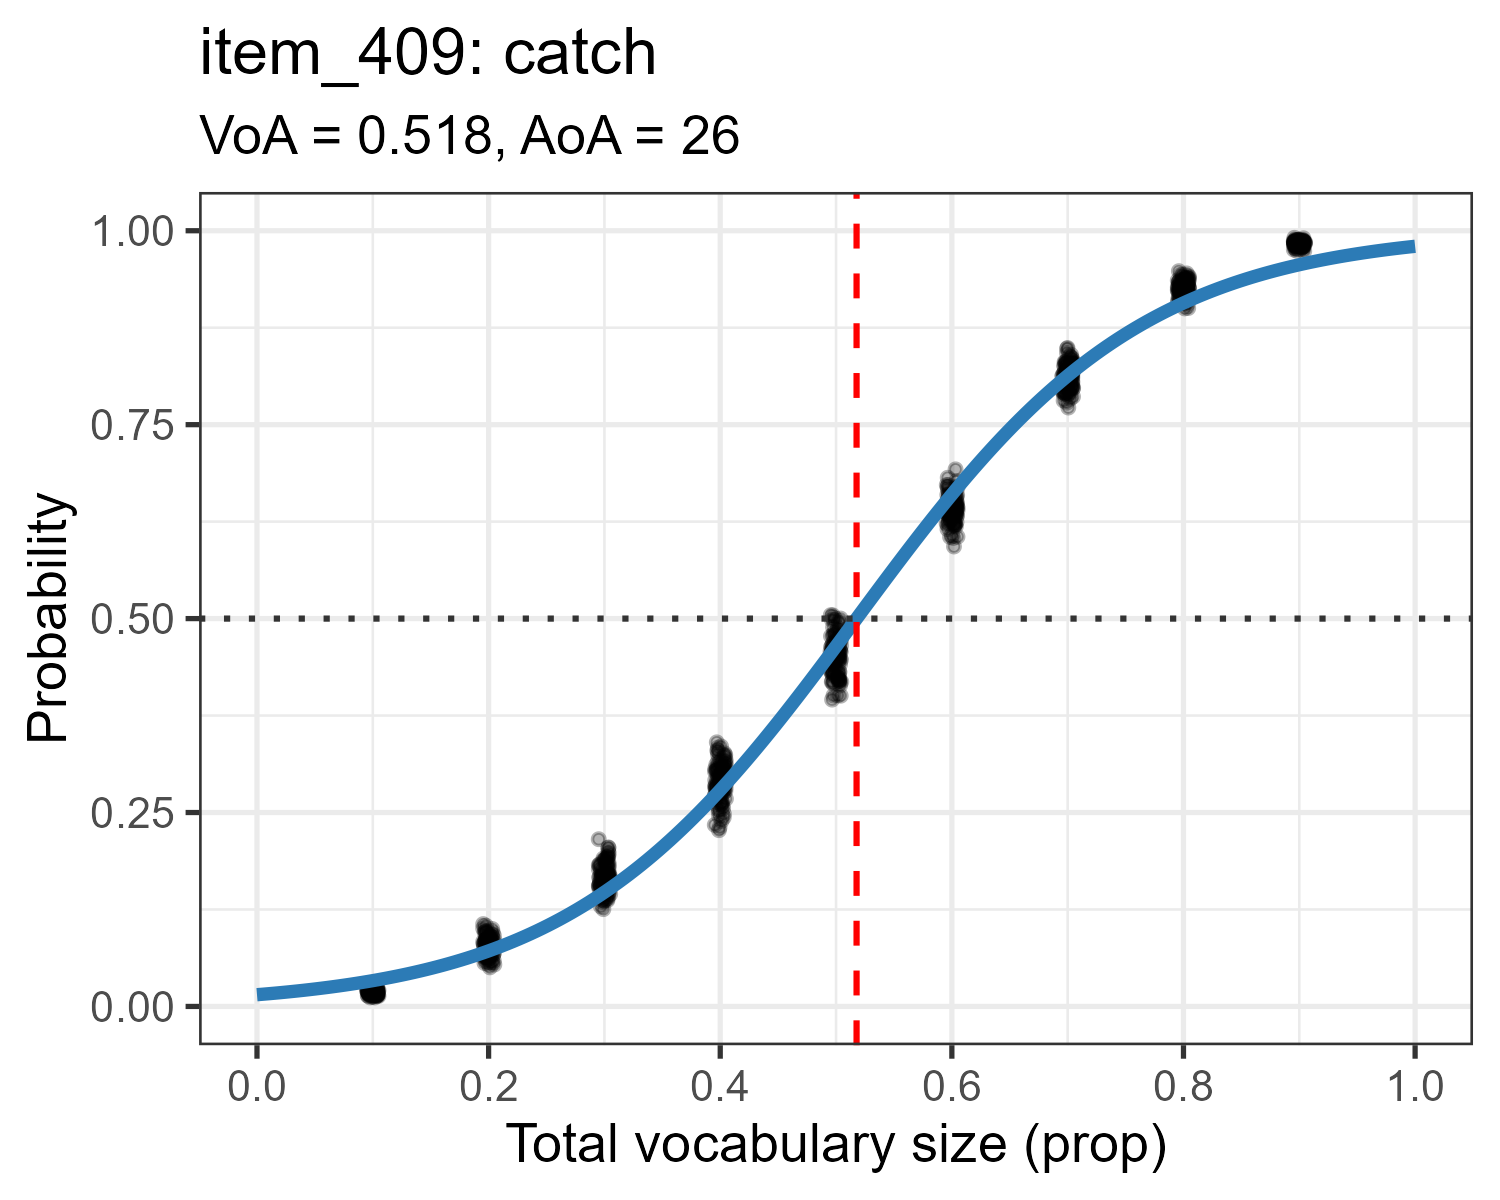 item_409: catch
VoA = 0.518, AoA = 26
1.00
0.75
0.50
0.25
0.00
Probability
0.0 0.2 0.4 0.6 0.8 1.0
Total vocabulary size (prop)